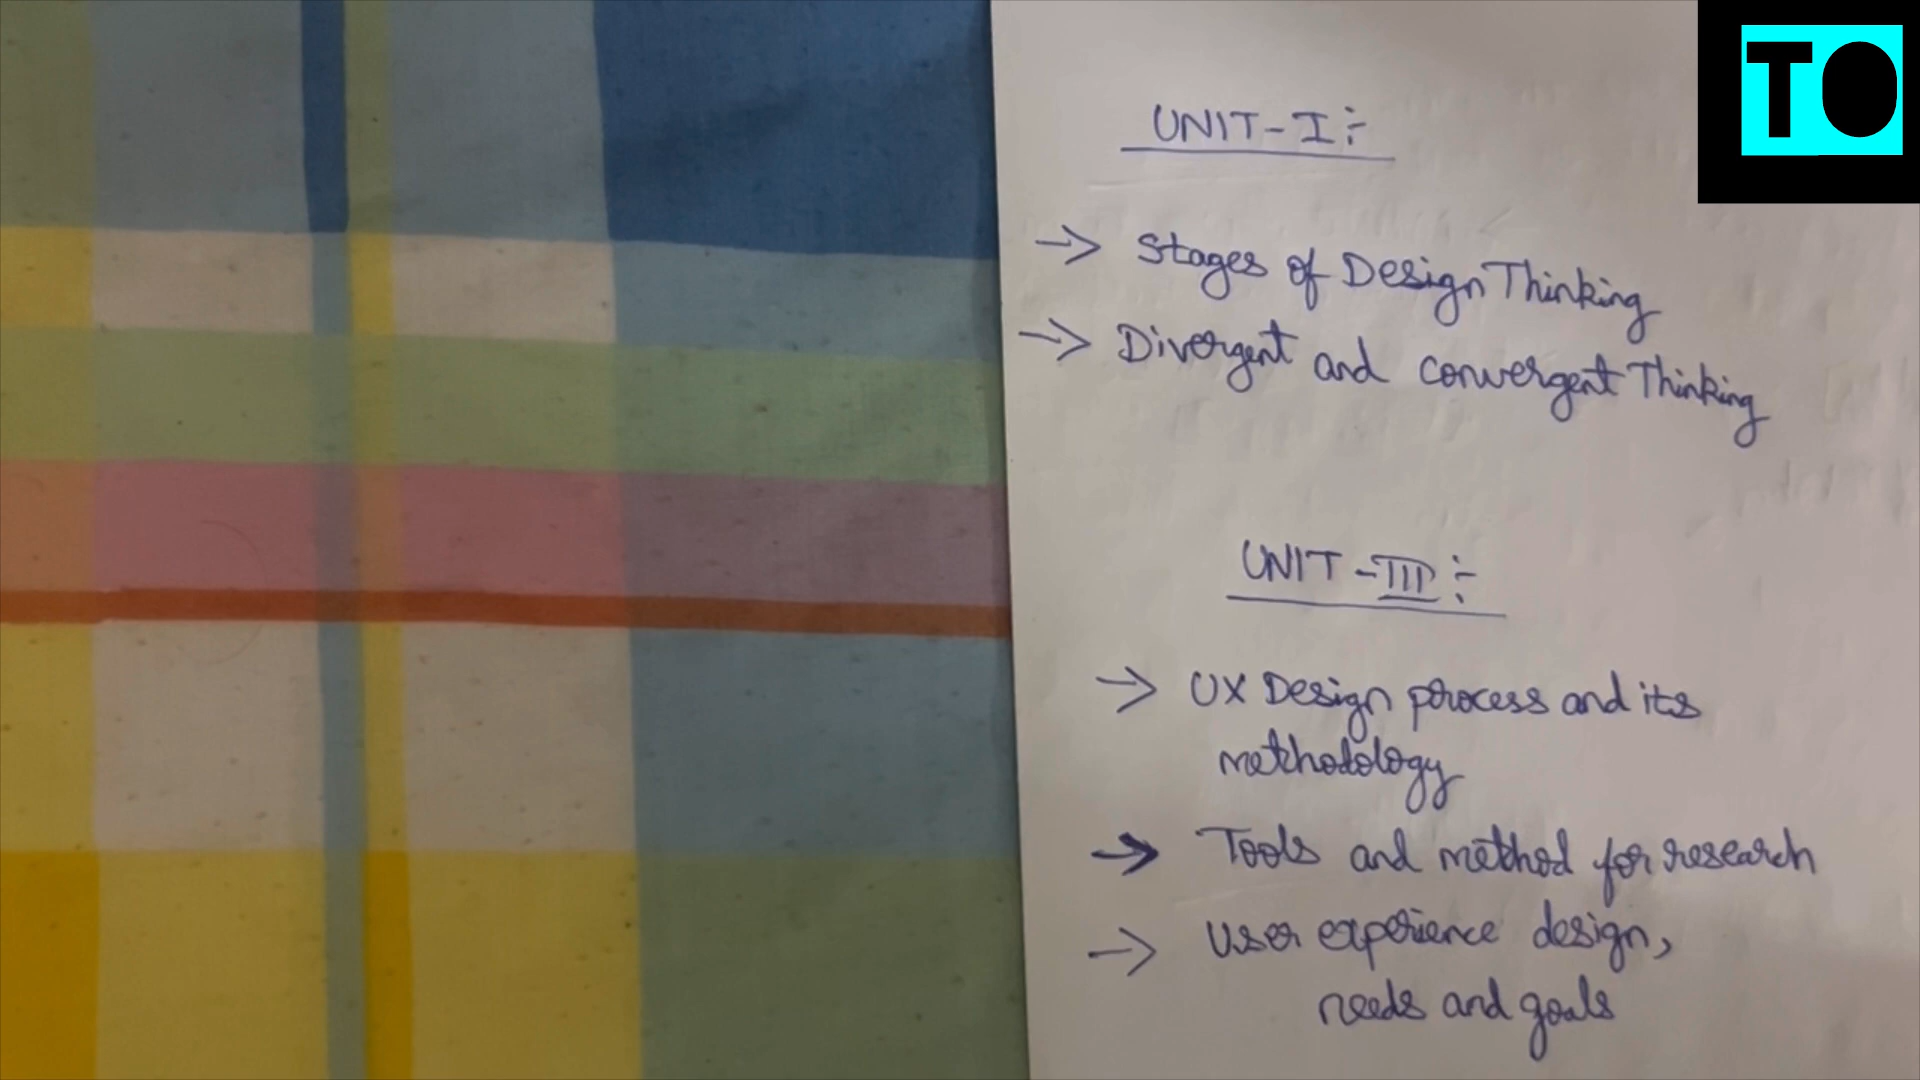 TO
UNIT-I:-
→ Stages of Design Thinking
→ Divergent and convergent Thinking
UNIT-III:-
→ UX Design process and its
methodology
→ Tools and method for research
→ User experience design,
needs and goals